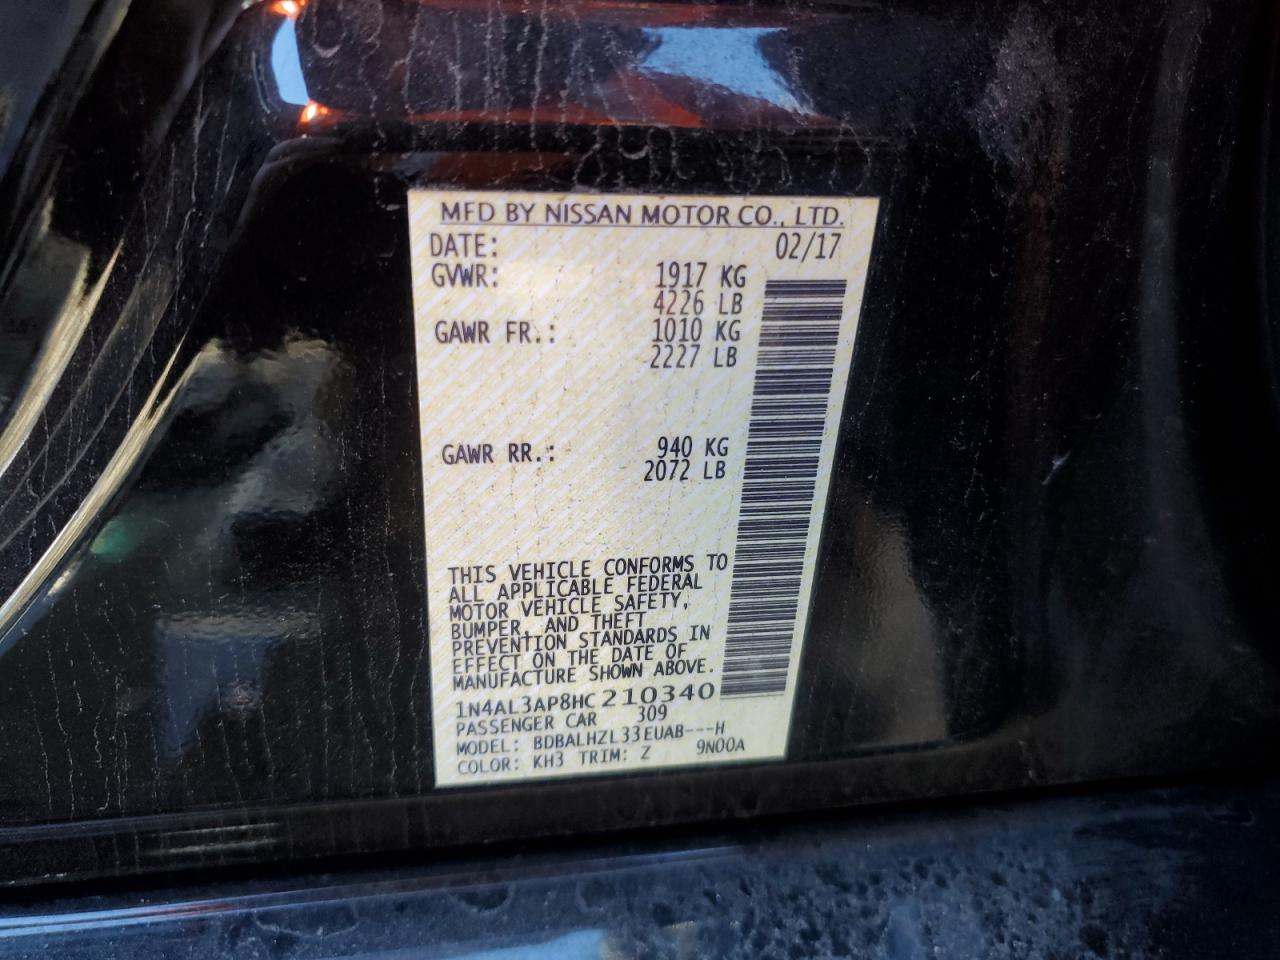 MFD BY NISSAN MOTOR CO., LTD.
DATE: 02/17
GVWR: 1917 KG
4226 LB
GAWR FR.: 1010 KG
2227 LB
GAWR RR.: 940 KG
2072 LB
THIS VEHICLE CONFORMS TO
ALL APPLICABLE FEDERAL
MOTOR VEHICLE SAFETY,
BUMPER, AND THEFT
PREVENTION STANDARDS IN
EFFECT ON THE DATE OF
MANUFACTURE SHOWN ABOVE.
1N4AL3AP8HC210340
PASSENGER CAR 309
MODEL: BDBALHZL33EUAB---H
COLOR: KH3 TRIM: Z 9N00A